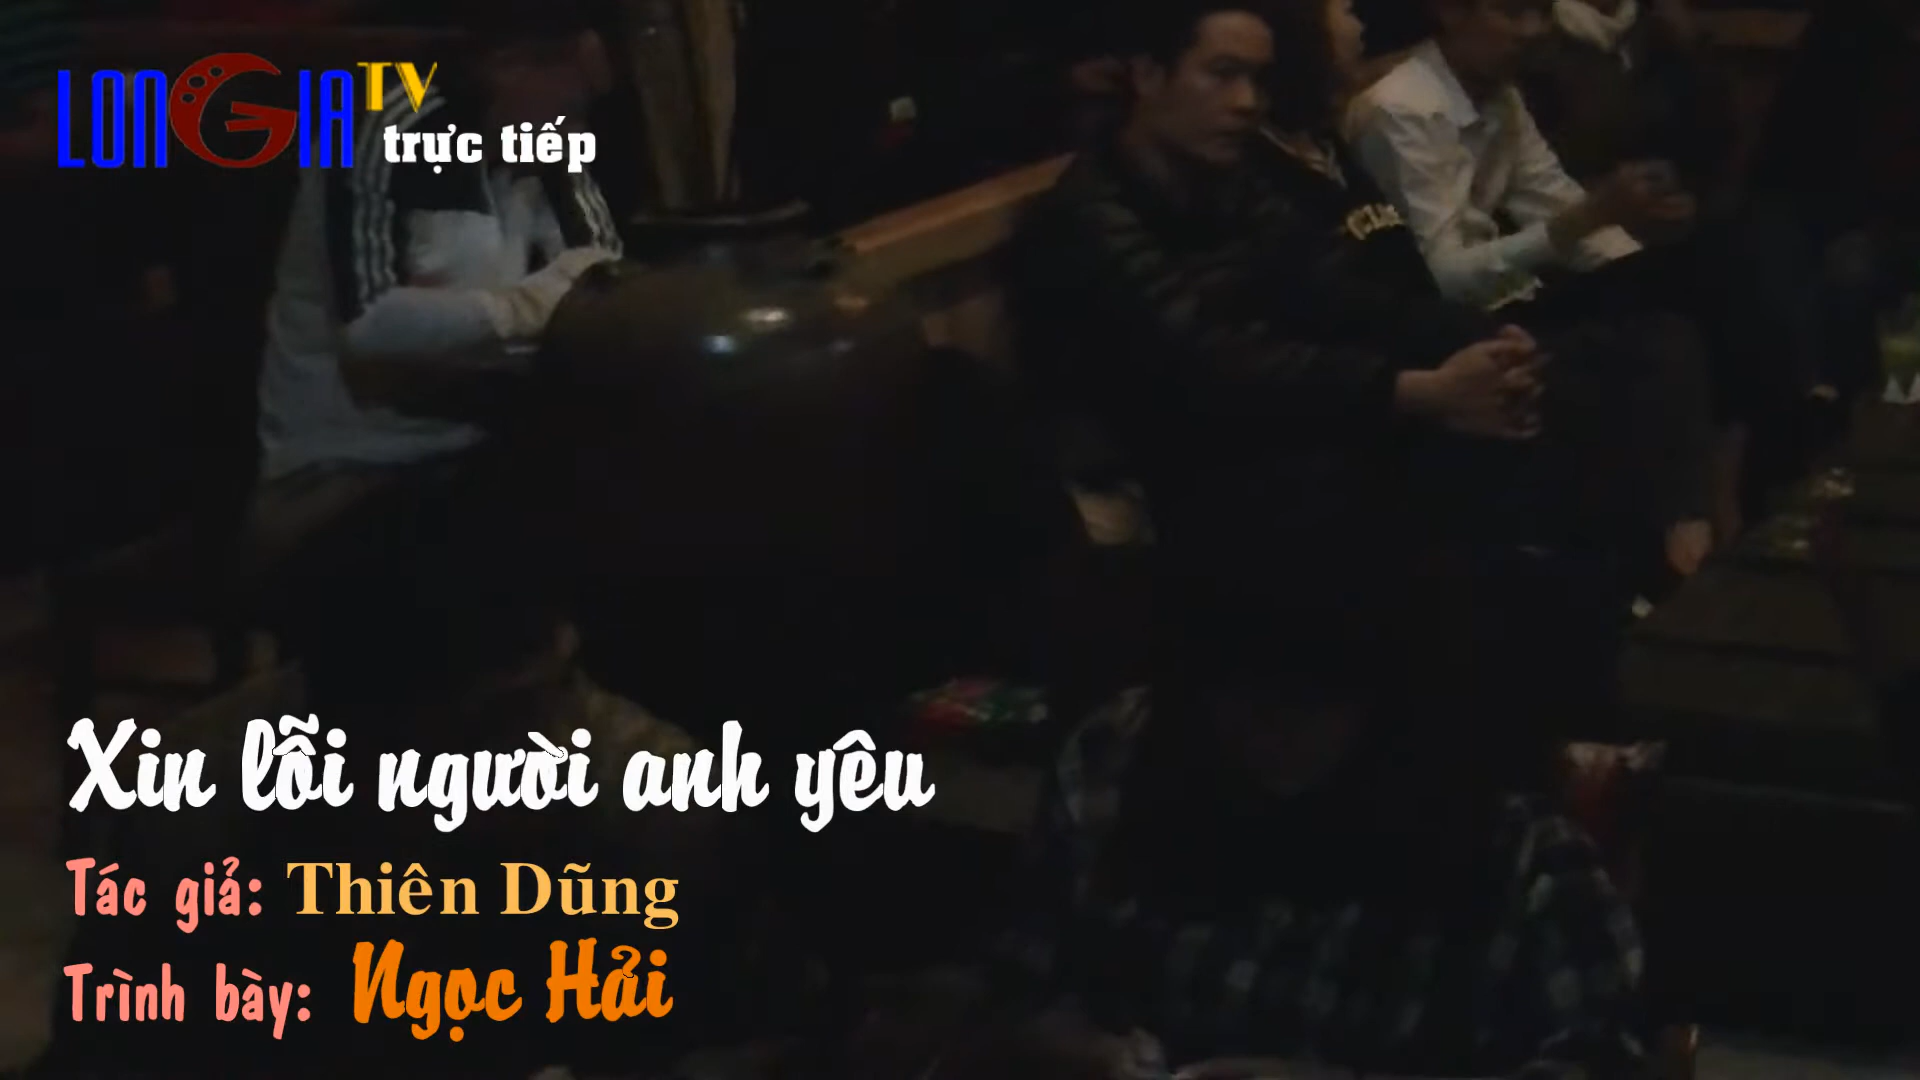 LONGIA TV
trực tiếp
Xin lỗi người anh yêu
Tác giả: Thiên Dũng
Trình bày: Ngọc Hải